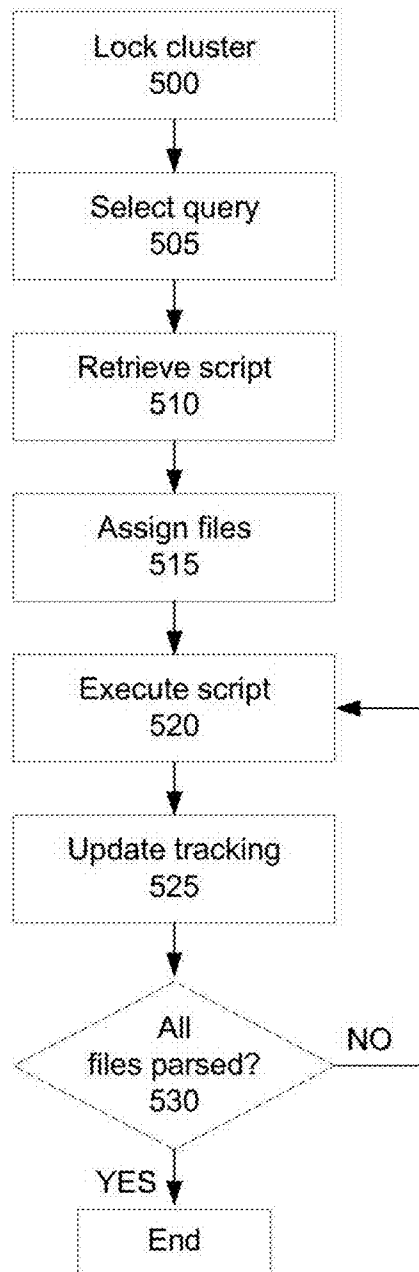 Lock cluster
500
Select query
505
Retrieve script
510
Assign files
515
Execute script
520
Update tracking
525
All
files parsed?
530
NO
YES
End